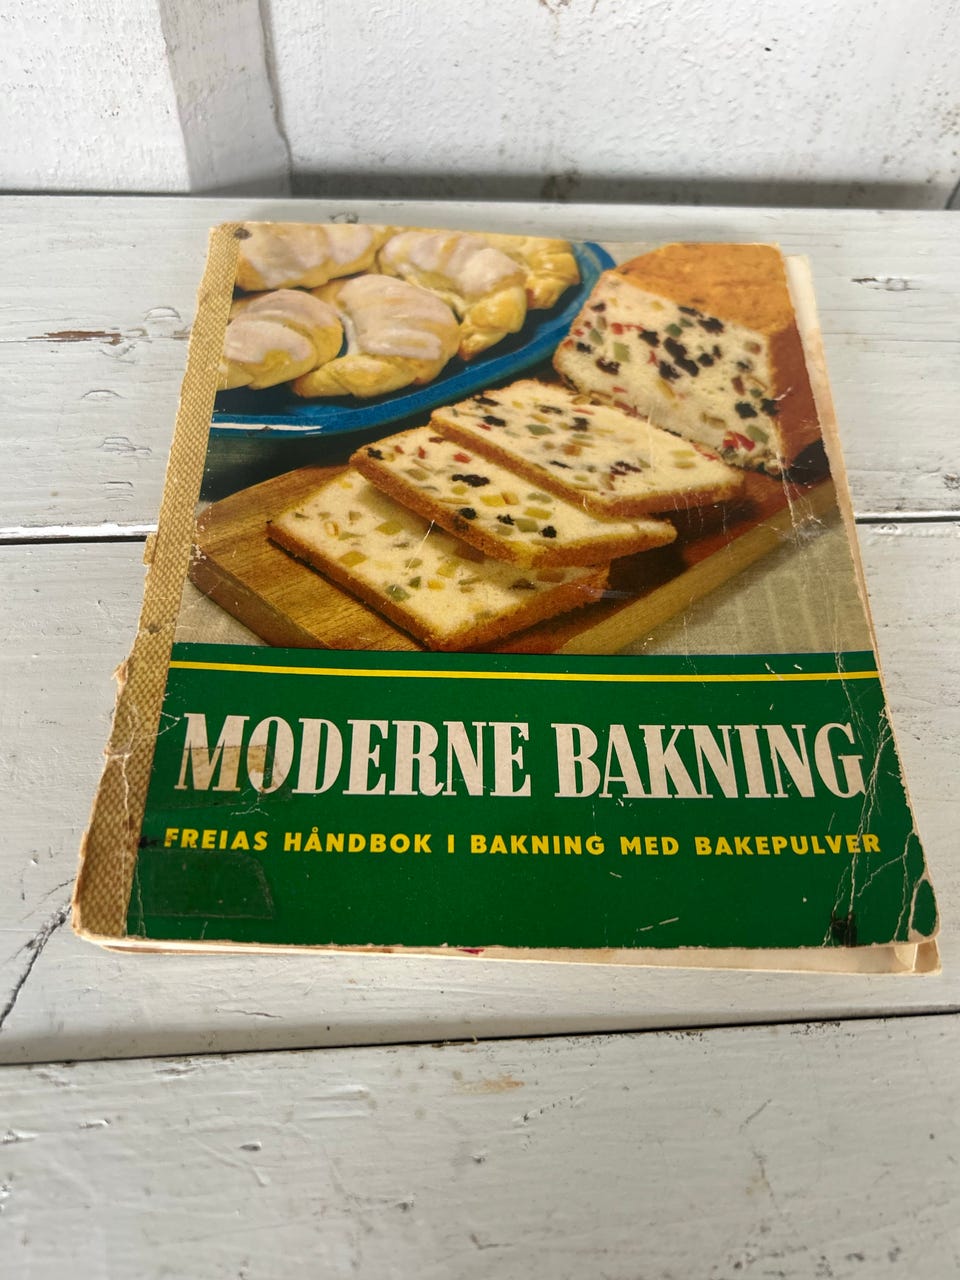 MODERNE BAKNING
FREIAS HÅNDBOK I BAKNING MED BAKEPULVER